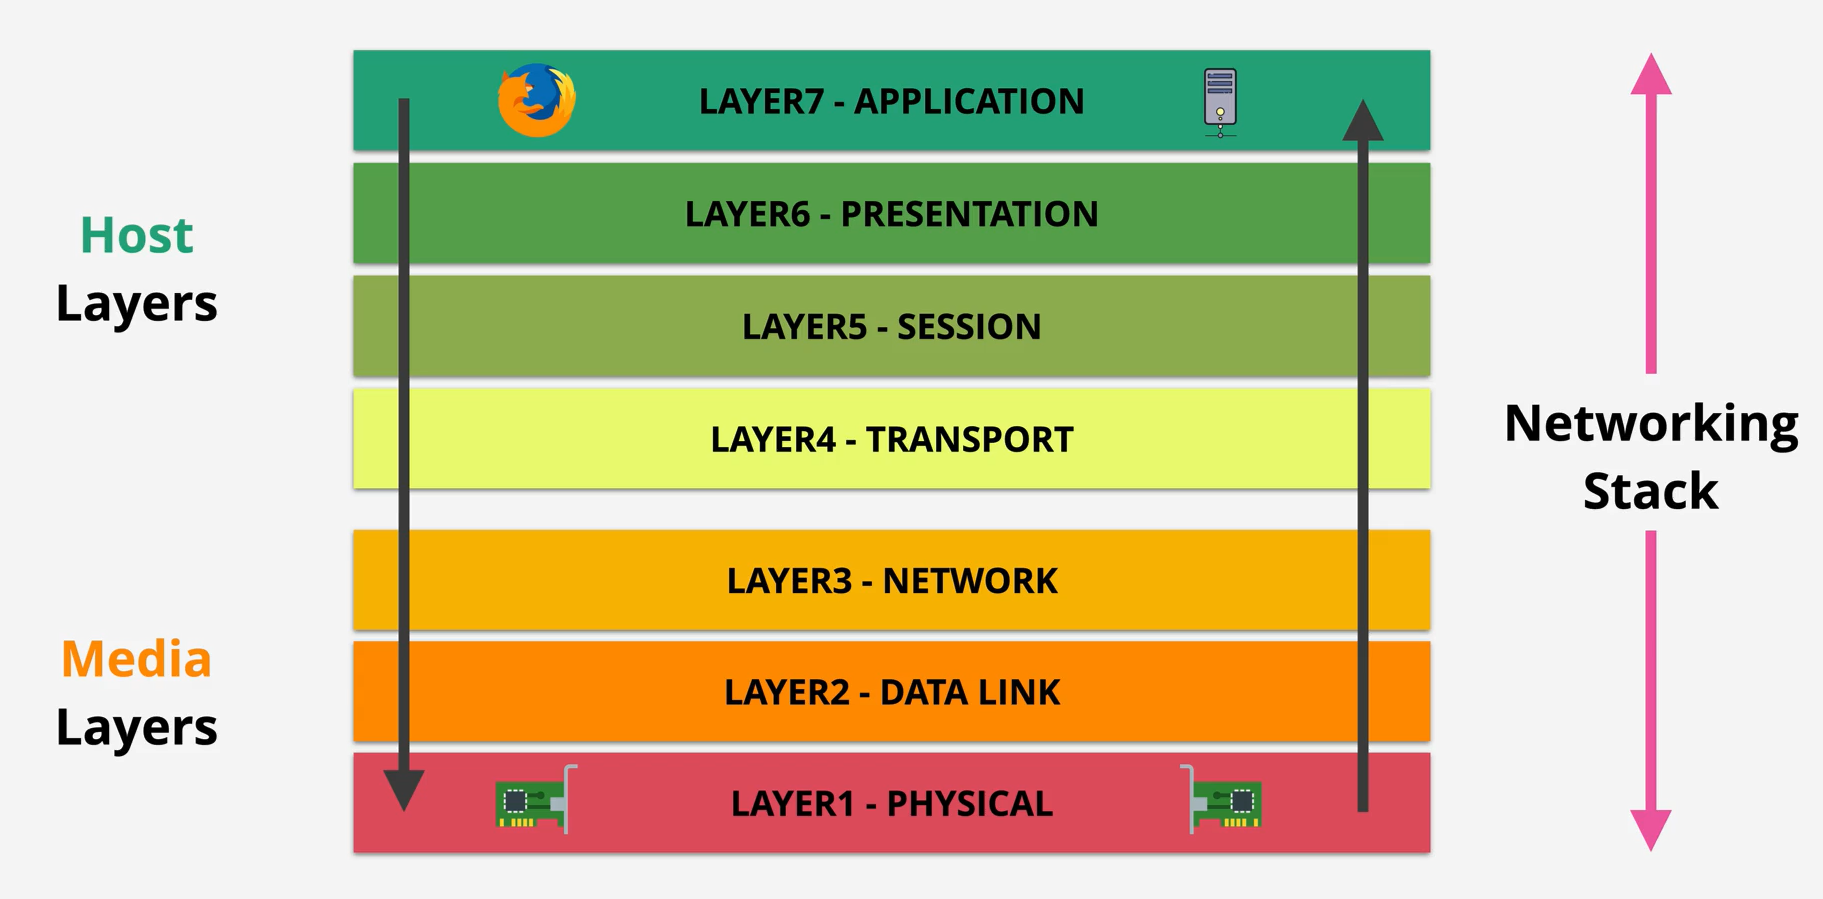 LAYER7 - APPLICATION
LAYER6 - PRESENTATION
Host
Layers
LAYER5 - SESSION
LAYER4 - TRANSPORT
Networking
Stack
LAYER3 - NETWORK
Media
Layers
LAYER2 - DATA LINK
LAYER1 - PHYSICAL